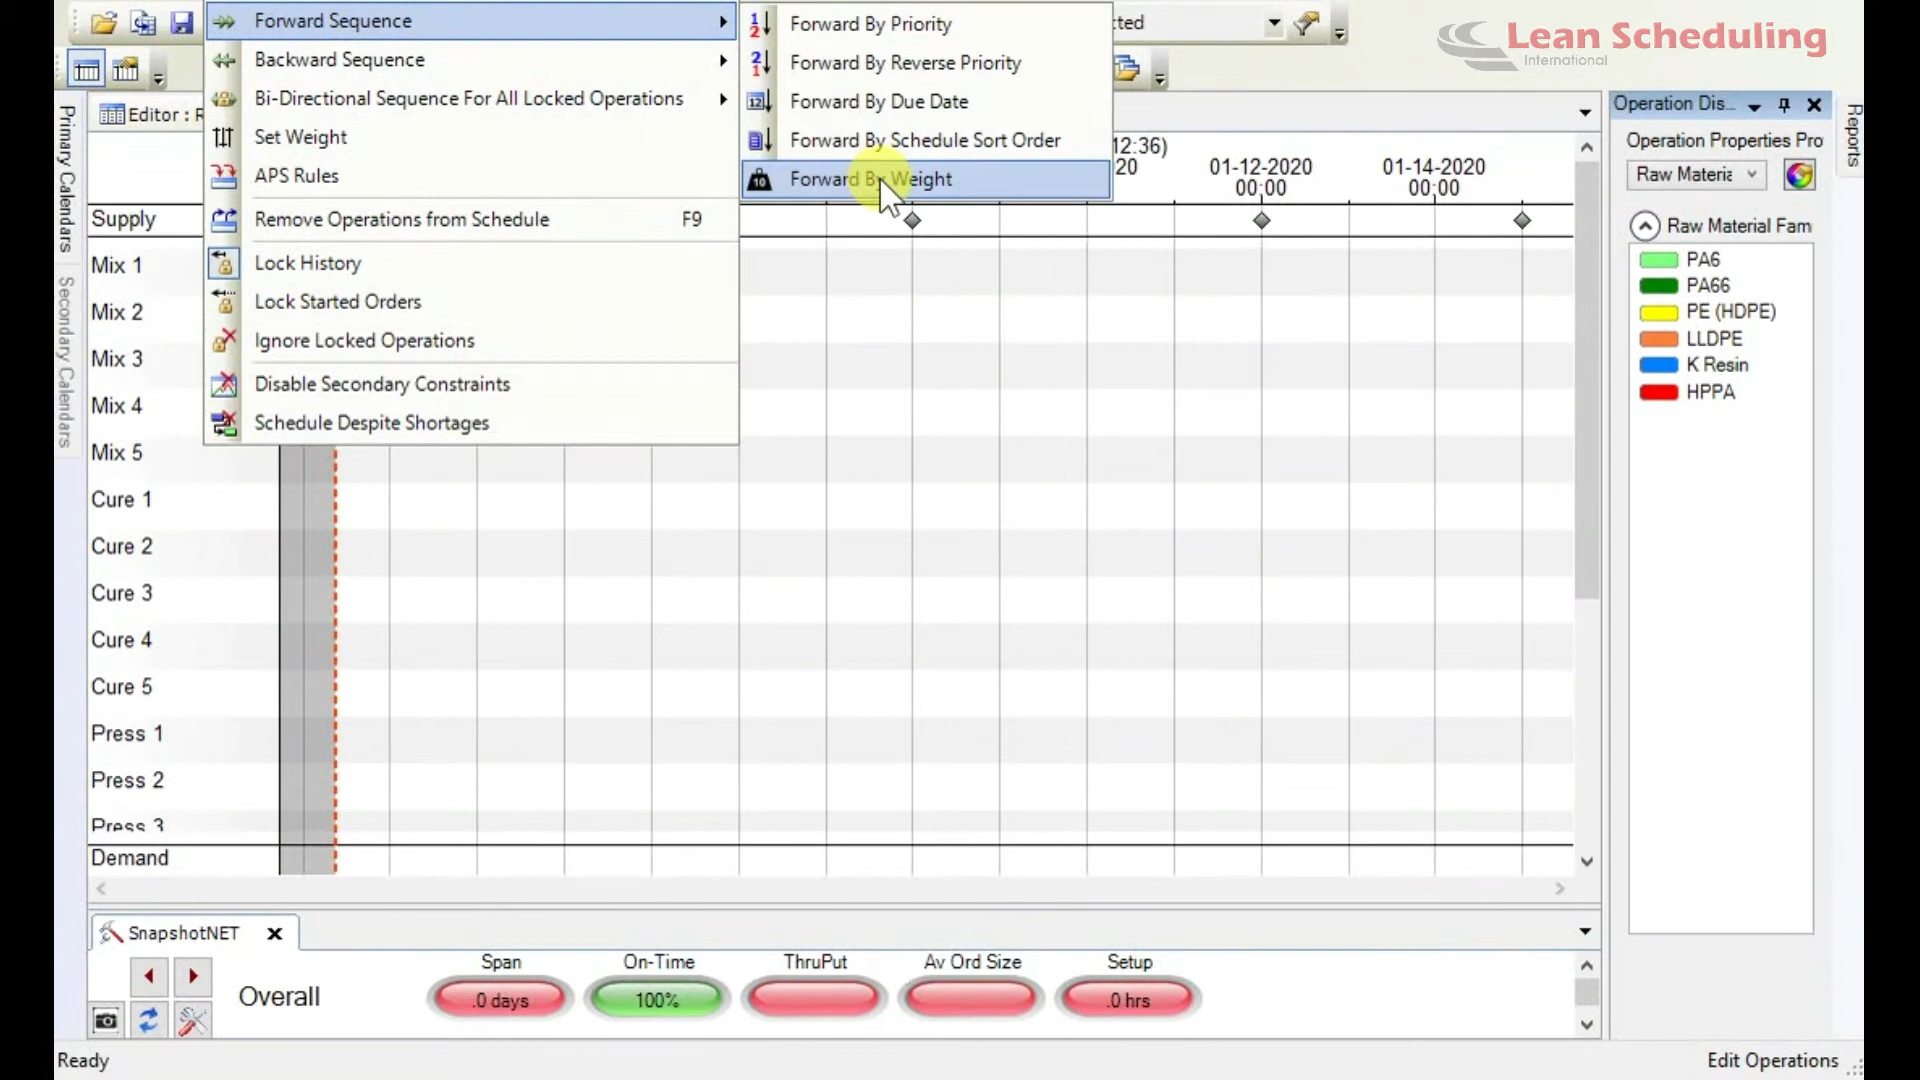 Forward Sequence
Backward Sequence
Bi-Directional Sequence For All Locked Operations
Set Weight
APS Rules
Remove Operations from Schedule F9
Lock History
Lock Started Orders
Ignore Locked Operations
Disable Secondary Constraints
Schedule Despite Shortages
Forward By Priority
Forward By Reverse Priority
Forward By Due Date
Forward By Schedule Sort Order
Forward By Weight
cted
Lean Scheduling
International
Editor : R
Primary Calendars
Secondary Calendars
12:36)
20
01-12-2020
00:00
01-14-2020
00:00
Supply
Mix 1
Mix 2
Mix 3
Mix 4
Mix 5
Cure 1
Cure 2
Cure 3
Cure 4
Cure 5
Press 1
Press 2
Press 3
Demand
Operation Dis...
Operation Properties Pro
Raw Materia
Raw Material Fam
PA6
PA66
PE (HDPE)
LLDPE
K Resin
HPPA
Reports
SnapshotNET
Overall
Span
.0 days
On-Time
100%
ThruPut
Av Ord Size
Setup
.0 hrs
Ready
Edit Operations